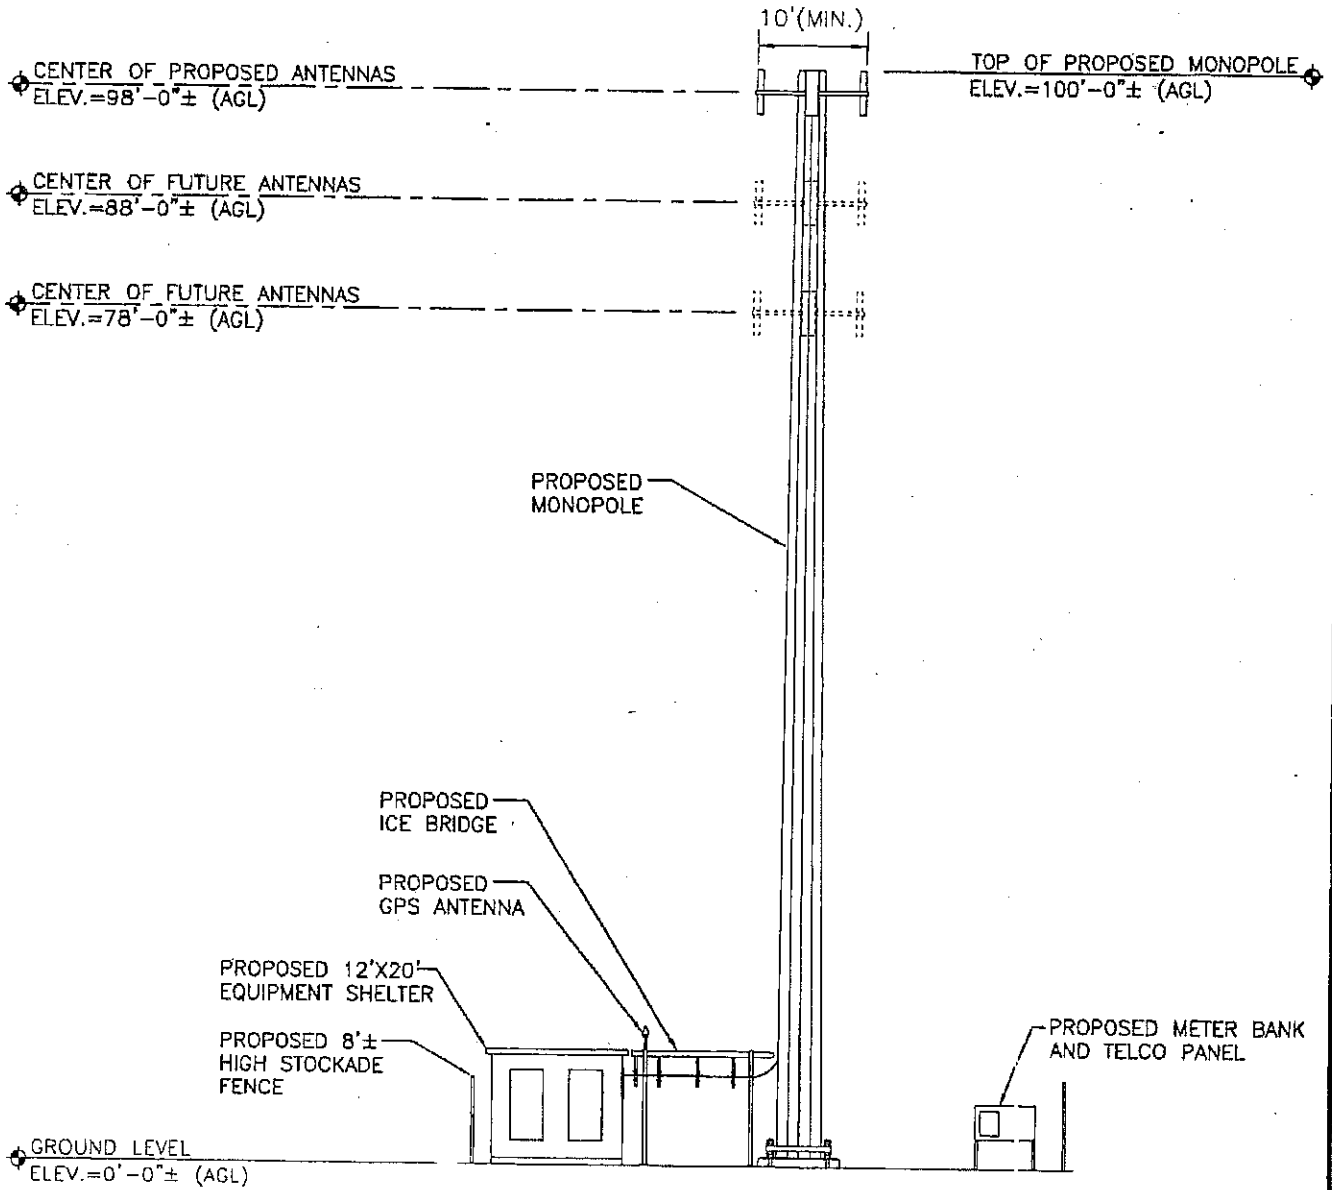 10'(MIN.)
CENTER OF PROPOSED ANTENNAS
ELEV.=98'-0"± (AGL)
TOP OF PROPOSED MONOPOLE
ELEV.=100'-0"± (AGL)
CENTER OF FUTURE ANTENNAS
ELEV.=88'-0"± (AGL)
CENTER OF FUTURE ANTENNAS
ELEV.=78'-0"± (AGL)
PROPOSED
MONOPOLE
PROPOSED
ICE BRIDGE
PROPOSED
GPS ANTENNA
PROPOSED 12'X20'
EQUIPMENT SHELTER
PROPOSED 8'±
HIGH STOCKADE
FENCE
PROPOSED METER BANK
AND TELCO PANEL
GROUND LEVEL
ELEV.=0'-0"± (AGL)